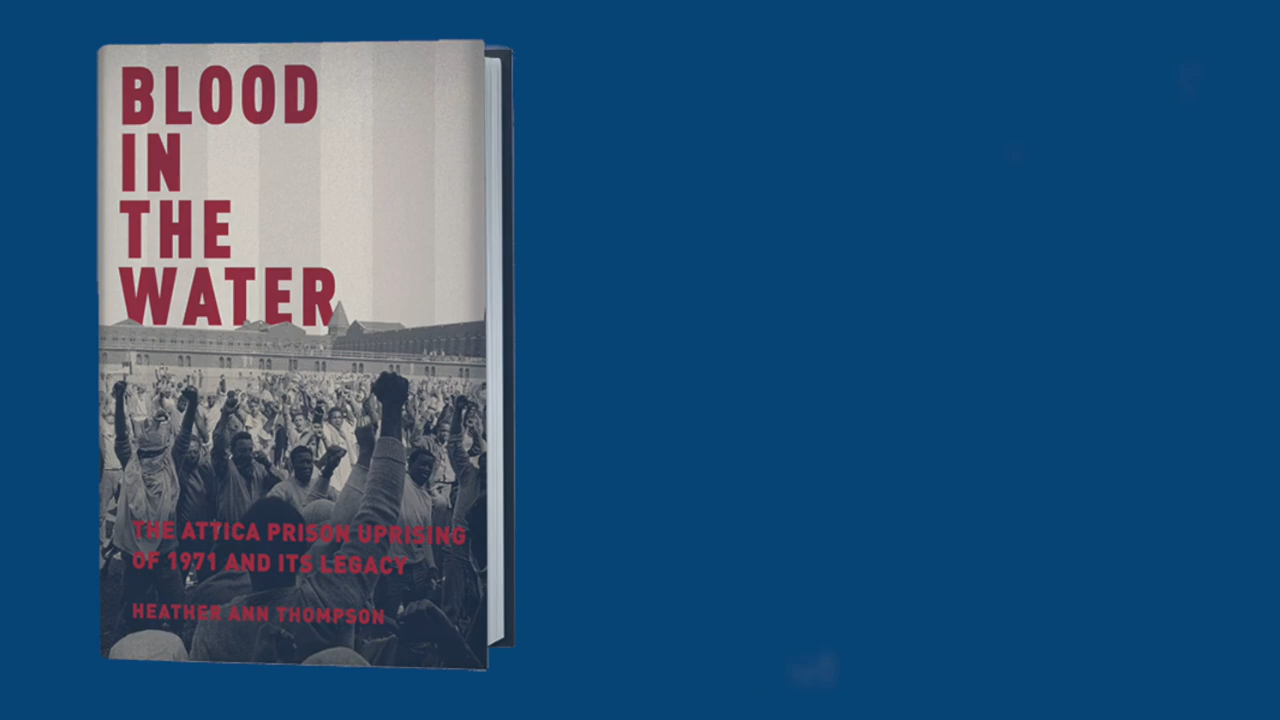 BLOOD
IN
THE
WATER
THE ATTICA PRISON UPRISING
OF 1971 AND ITS LEGACY
HEATHER ANN THOMPSON